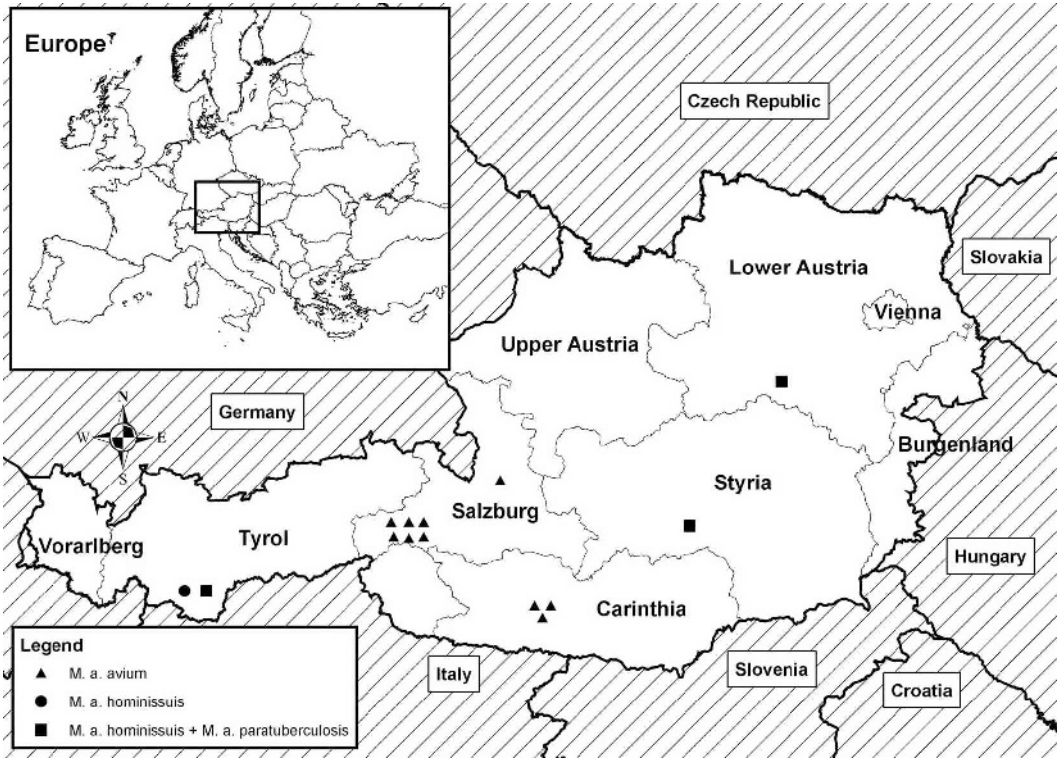 Europe
Czech Republic
Slovakia
Lower Austria
Vienna
Upper Austria
Germany
N
W E
S
Burgenland
Styria
Salzburg
Tyrol
Vorarlberg
Hungary
Carinthia
Legend
M. a. avium
M. a. hominissuis
M. a. hominissuis + M. a. paratuberculosis
Italy
Slovenia
Croatia